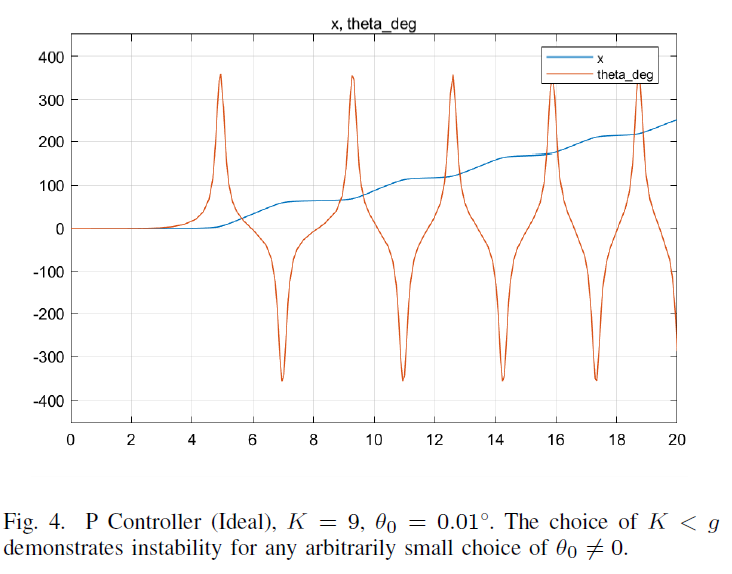 x, theta_deg
x
theta_deg
400
300
200
100
0
-100
-200
-300
-400
0 2 4 6 8 10 12 14 16 18 20
Fig. 4. P Controller (Ideal), K = 9, θ₀ = 0.01°. The choice of K < g
demonstrates instability for any arbitrarily small choice of θ₀ ≠ 0.